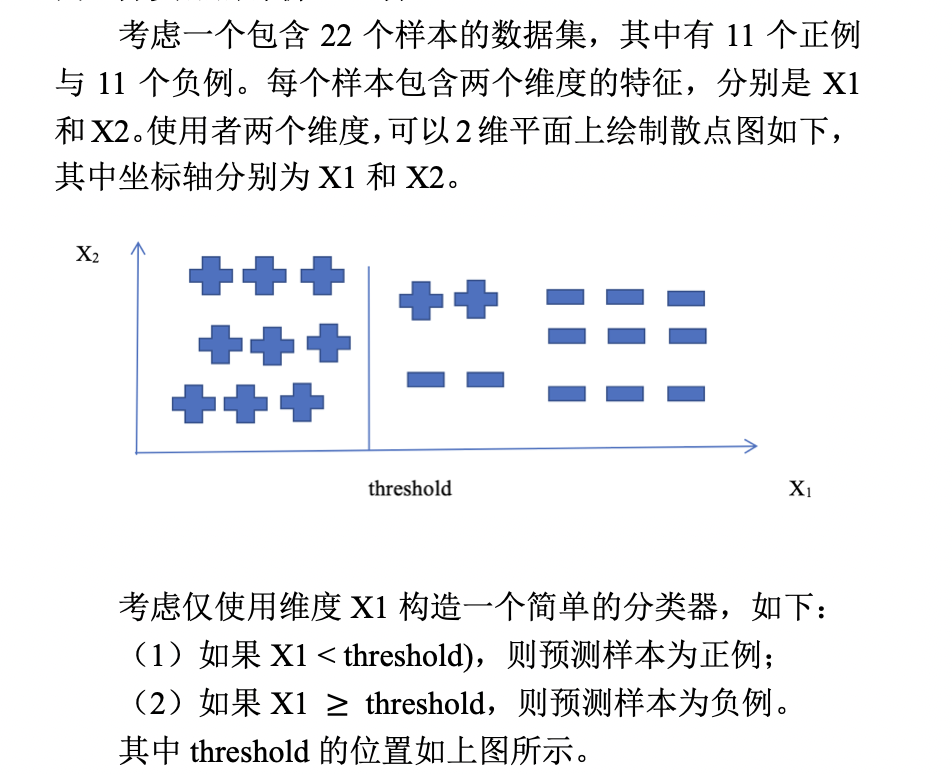 考虑一个包含 22 个样本的数据集，其中有 11 个正例
与 11 个负例。每个样本包含两个维度的特征，分别是 X1
和 X2。使用者两个维度，可以 2 维平面上绘制散点图如下，
其中坐标轴分别为 X1 和 X2。
X2
threshold
X1
考虑仅使用维度 X1 构造一个简单的分类器，如下：
（1）如果 X1 < threshold)，则预测样本为正例；
（2）如果 X1 ≥ threshold，则预测样本为负例。
其中 threshold 的位置如上图所示。